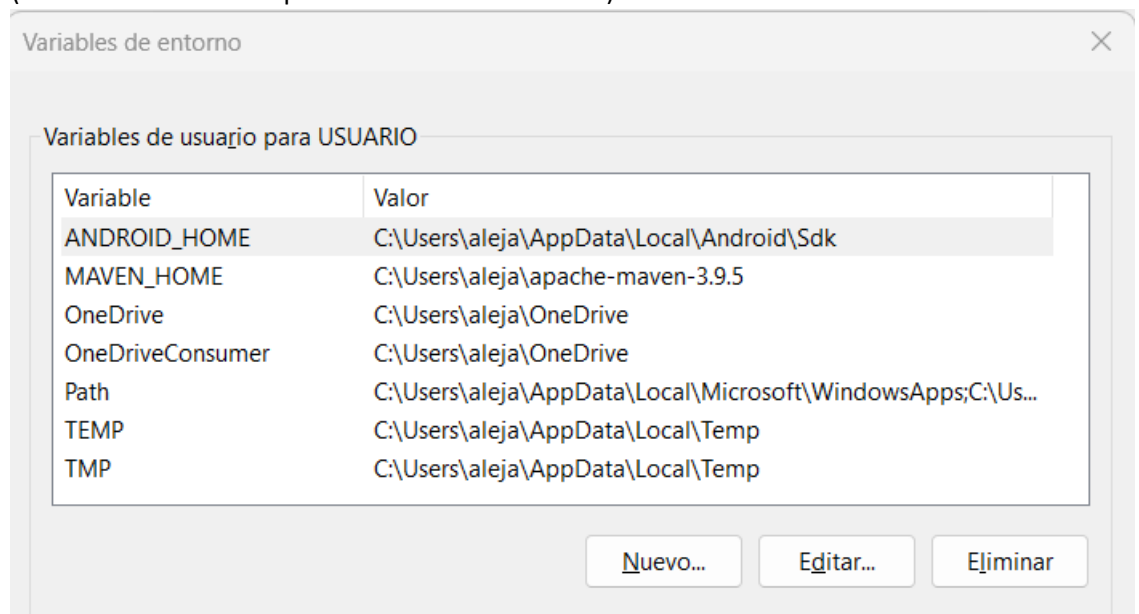 Variables de entorno
Variables de usuario para USUARIO
Variable Valor
ANDROID_HOME C:\Users\aleja\AppData\Local\Android\Sdk
MAVEN_HOME C:\Users\aleja\apache-maven-3.9.5
OneDrive C:\Users\aleja\OneDrive
OneDriveConsumer C:\Users\aleja\OneDrive
Path C:\Users\aleja\AppData\Local\Microsoft\WindowsApps;C:\Us...
TEMP C:\Users\aleja\AppData\Local\Temp
TMP C:\Users\aleja\AppData\Local\Temp
Nuevo... Editar... Eliminar